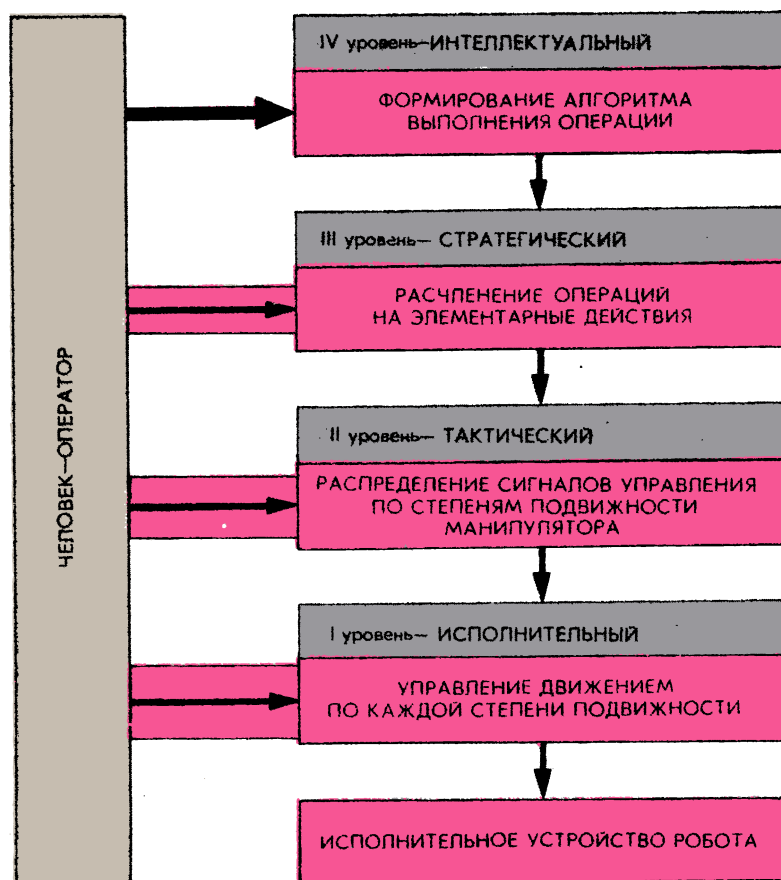 IV уровень—ИНТЕЛЛЕКТУАЛЬНЫЙ
ФОРМИРОВАНИЕ АЛГОРИТМА
ВЫПОЛНЕНИЯ ОПЕРАЦИИ
III уровень— СТРАТЕГИЧЕСКИЙ
РАСЧЛЕНЕНИЕ ОПЕРАЦИЙ
НА ЭЛЕМЕНТАРНЫЕ ДЕЙСТВИЯ
ЧЕЛОВЕК—ОПЕРАТОР
II уровень— ТАКТИЧЕСКИЙ
РАСПРЕДЕЛЕНИЕ СИГНАЛОВ УПРАВЛЕНИЯ
ПО СТЕПЕНЯМ ПОДВИЖНОСТИ
МАНИПУЛЯТОРА
I уровень— ИСПОЛНИТЕЛЬНЫЙ
УПРАВЛЕНИЕ ДВИЖЕНИЕМ
ПО КАЖДОЙ СТЕПЕНИ ПОДВИЖНОСТИ
ИСПОЛНИТЕЛЬНОЕ УСТРОЙСТВО РОБОТА